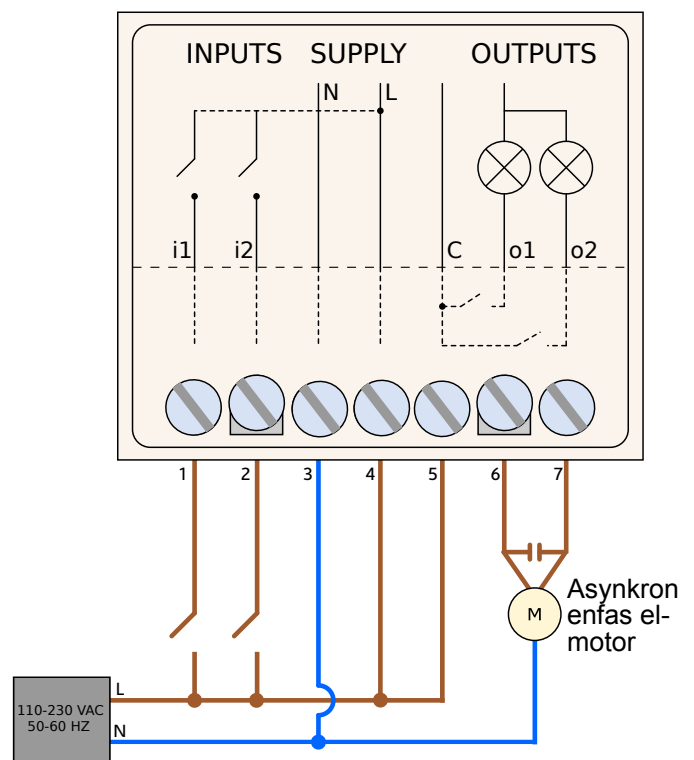 INPUTS SUPPLY OUTPUTS
N L
i1 i2 C o1 o2
1 2 3 4 5 6 7
M
Asynkron
enfas el-
motor
L
110-230 VAC
50-60 HZ
N